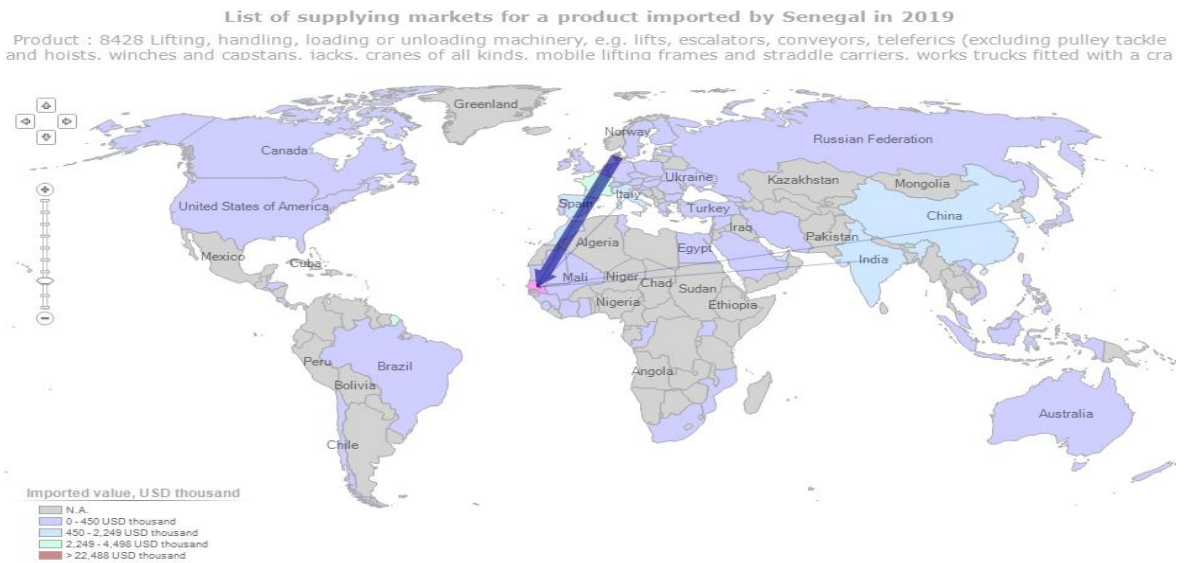 List of supplying markets for a product imported by Senegal in 2019
Product : 8428 Lifting, handling, loading or unloading machinery, e.g. lifts, escalators, conveyors, teleferics (excluding pulley tackle
and hoists, winches and capstans, jacks, cranes of all kinds, mobile lifting frames and straddle carriers, works trucks fitted with a cra
Greenland
Norway
Russian Federation
Canada
Ukraine
Kazakhstan
Mongolia
United States of America
Spain
Italy
Turkey
China
Iraq
Pakistan
Algeria
Egypt
India
Mexico
Cuba
Mali
Niger
Chad
Sudan
Nigeria
Ethiopia
Peru
Brazil
Angola
Bolivia
Australia
Chile
Imported value, USD thousand
N.A.
0 - 450 USD thousand
450 - 2,249 USD thousand
2,249 - 4,498 USD thousand
> 22,488 USD thousand